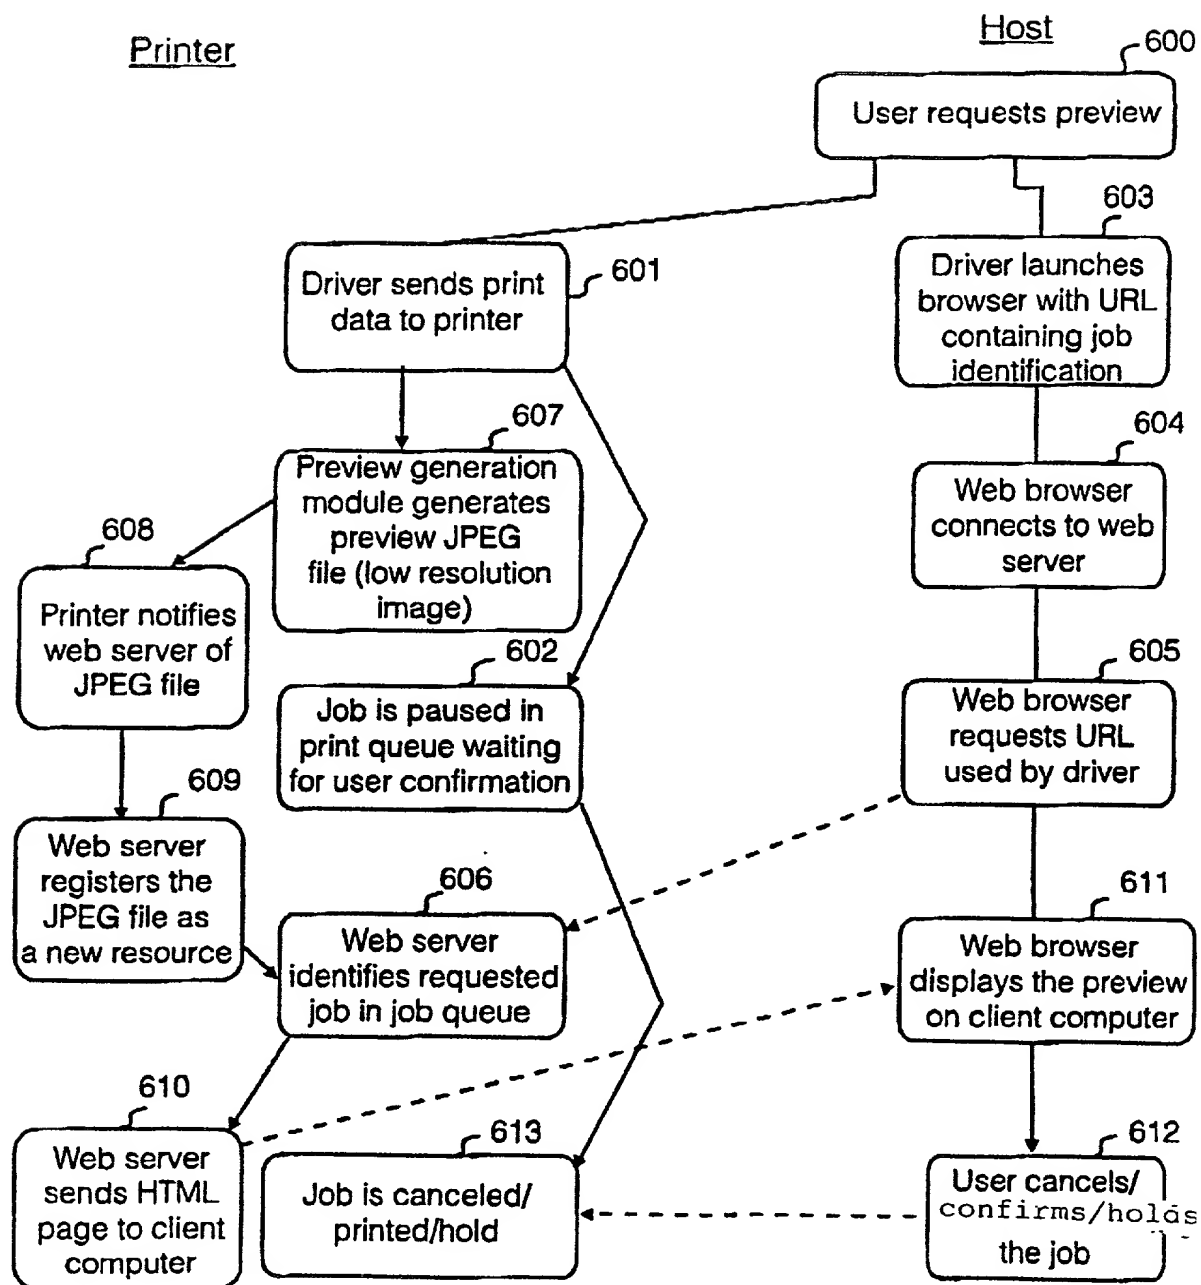 Printer
Host
600
User requests preview
603
601
Driver sends print
data to printer
Driver launches
browser with URL
containing job
identification
607
604
Preview generation
module generates
preview JPEG
file (low resolution
image)
Web browser
connects to web
server
608
Printer notifies
web server of
JPEG file
602
605
Job is paused in
print queue waiting
for user confirmation
Web browser
requests URL
used by driver
609
Web server
registers the
JPEG file as
a new resource
606
611
Web server
identifies requested
job in job queue
Web browser
displays the preview
on client computer
610
613
612
Web server
sends HTML
page to client
computer
Job is canceled/
printed/hold
User cancels/
confirms/holds
the job